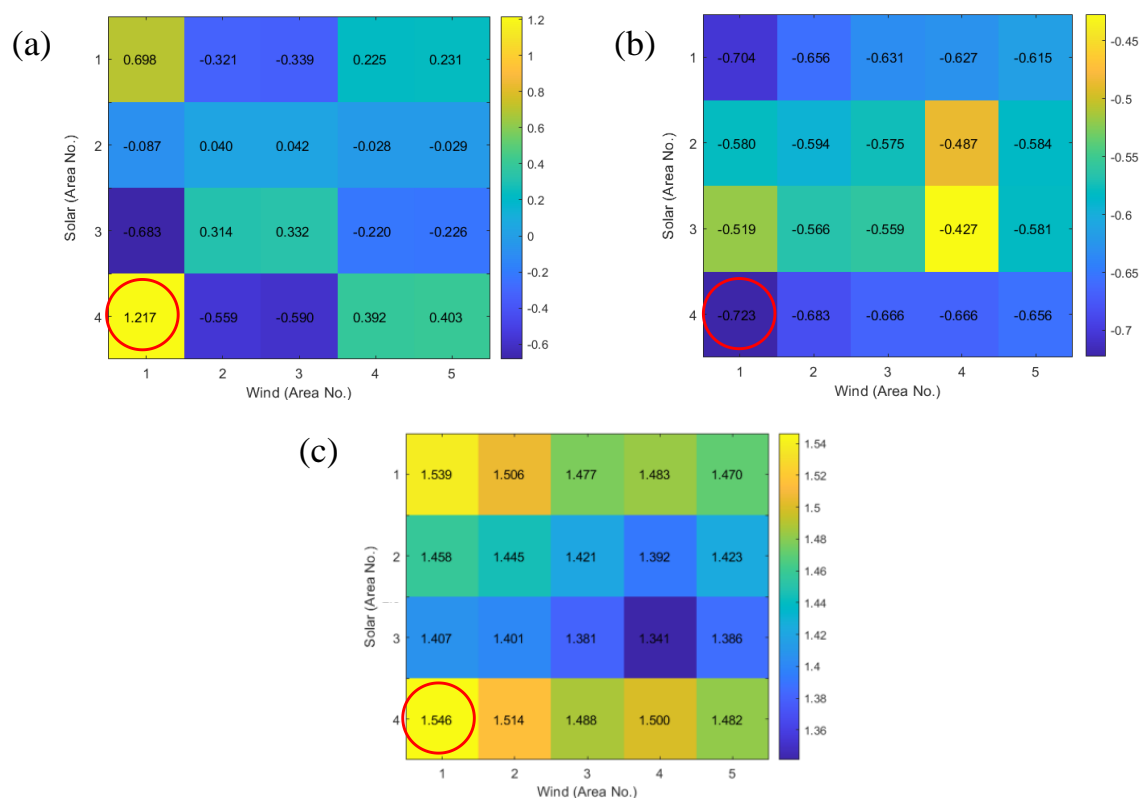 (a)
1 0.698 -0.321 -0.339 0.225 0.231
2 -0.087 0.040 0.042 -0.028 -0.029
3 -0.683 0.314 0.332 -0.220 -0.226
4 1.217 -0.559 -0.590 0.392 0.403
1 2 3 4 5
Wind (Area No.)
Solar (Area No.)
1.2
1
0.8
0.6
0.4
0.2
0
-0.2
-0.4
-0.6
(b)
1 -0.704 -0.656 -0.631 -0.627 -0.615
2 -0.580 -0.594 -0.575 -0.487 -0.584
3 -0.519 -0.566 -0.559 -0.427 -0.581
4 -0.723 -0.683 -0.666 -0.666 -0.656
1 2 3 4 5
Wind (Area No.)
Solar (Area No.)
-0.45
-0.5
-0.55
-0.6
-0.65
-0.7
(c)
1 1.539 1.506 1.477 1.483 1.470
2 1.458 1.445 1.421 1.392 1.423
3 1.407 1.401 1.381 1.341 1.386
4 1.546 1.514 1.488 1.500 1.482
1 2 3 4 5
Wind (Area No.)
Solar (Area No.)
1.54
1.52
1.5
1.48
1.46
1.44
1.42
1.4
1.38
1.36